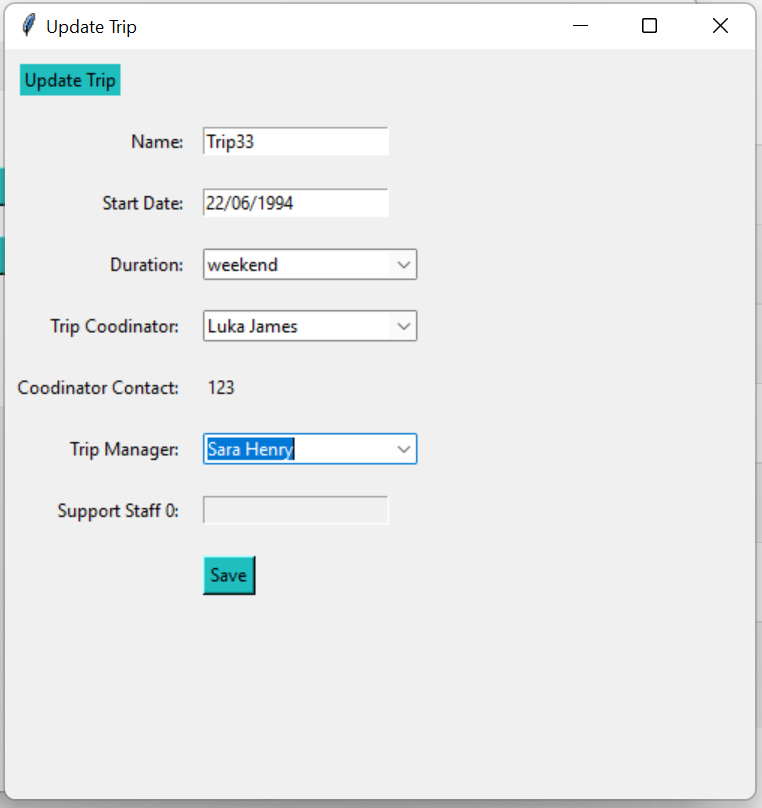 Update Trip
Update Trip
Name: Trip33
Start Date: 22/06/1994
Duration: weekend
Trip Coodinator: Luka James
Coodinator Contact: 123
Trip Manager: Sara Henry
Support Staff 0:
Save